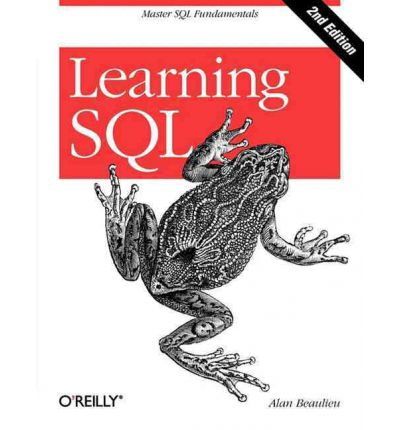 Master SQL Fundamentals
2nd Edition
Learning
SQL
O'REILLY®
Alan Beaulieu